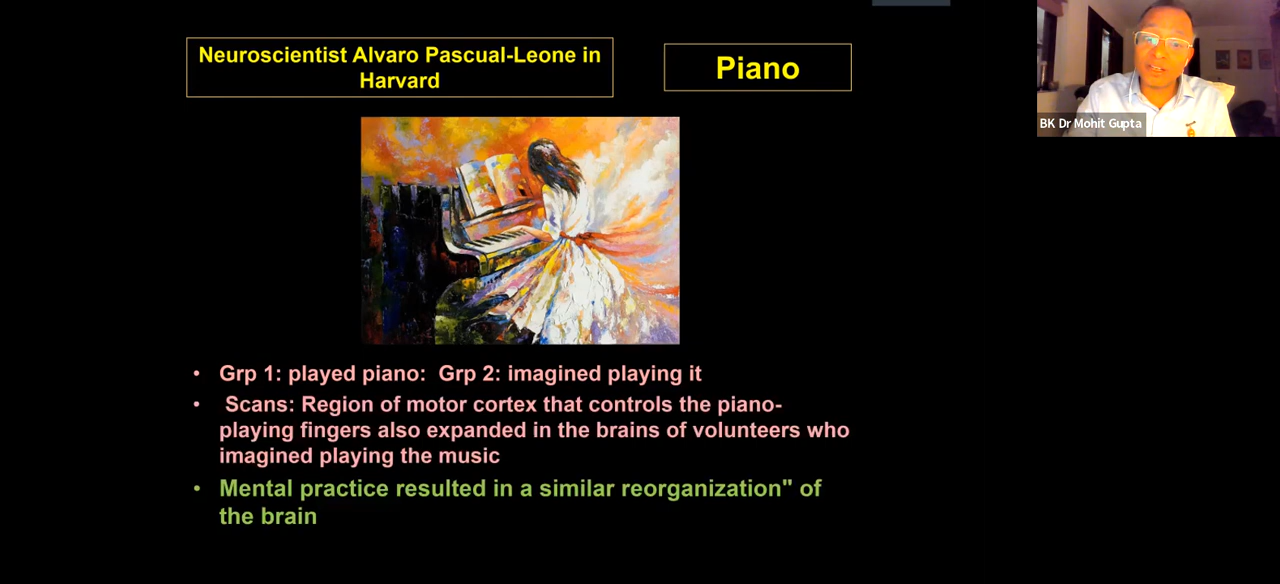 Neuroscientist Alvaro Pascual-Leone in
Harvard
Piano
BK Dr Mohit Gupta
• Grp 1: played piano:  Grp 2: imagined playing it
• Scans: Region of motor cortex that controls the piano-
playing fingers also expanded in the brains of volunteers who
imagined playing the music
• Mental practice resulted in a similar reorganization" of
the brain